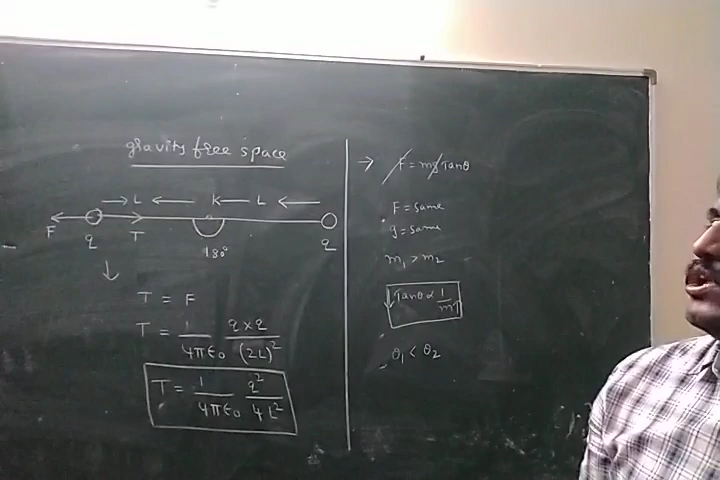 gravity free space
L K L
F q T 180° q
T = F
T = 1/4πε₀ q×q/(2L)²
T = 1/4πε₀ q²/4L²
→ F = mg Tanθ
F = same
g = same
m₁ > m₂
↓Tanθ ∝ 1/m↑
θ₁ < θ₂